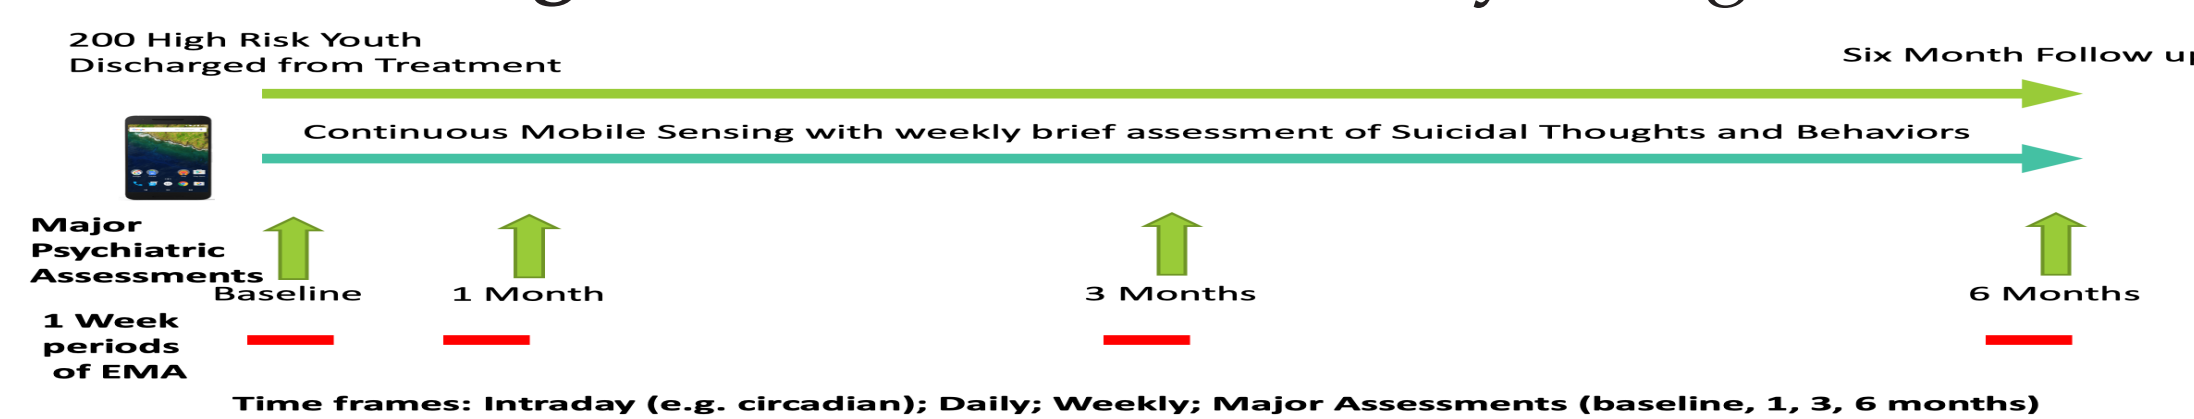 200 High Risk Youth
Discharged from Treatment
Six Month Follow
Continuous Mobile Sensing with weekly brief assessment of Suicidal Thoughts and Behaviors
Major
Psychiatric
Assessments
Baseline
1 Month
3 Months
6 Months
1 Week
periods
of EMA
Time frames: Intraday (e.g. circadian); Daily; Weekly; Major Assessments (baseline, 1, 3, 6 months)